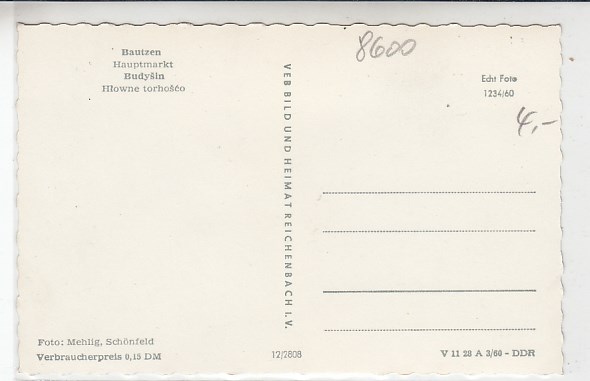 Bautzen
Hauptmarkt
Budyšin
Hłowne torhošćo
8600
Echt Foto
1234/60
4,-
VEB BILD UND HEIMAT REICHENBACH I. V.
Foto: Mehlig, Schönfeld
Verbraucherpreis 0,15 DM
12/2808
V 11 28 A 3/60 - DDR